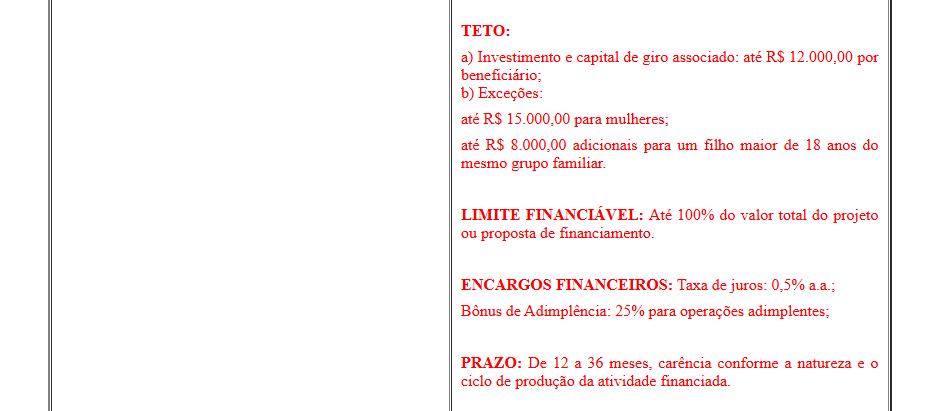 TETO:
a) Investimento e capital de giro associado: até R$ 12.000,00 por
beneficiário;
b) Exceções:
até R$ 15.000,00 para mulheres;
até R$ 8.000,00 adicionais para um filho maior de 18 anos do
mesmo grupo familiar.
LIMITE FINANCIÁVEL: Até 100% do valor total do projeto
ou proposta de financiamento.
ENCARGOS FINANCEIROS: Taxa de juros: 0,5% a.a.;
Bônus de Adimplência: 25% para operações adimplentes;
PRAZO: De 12 a 36 meses, carência conforme a natureza e o
ciclo de produção da atividade financiada.